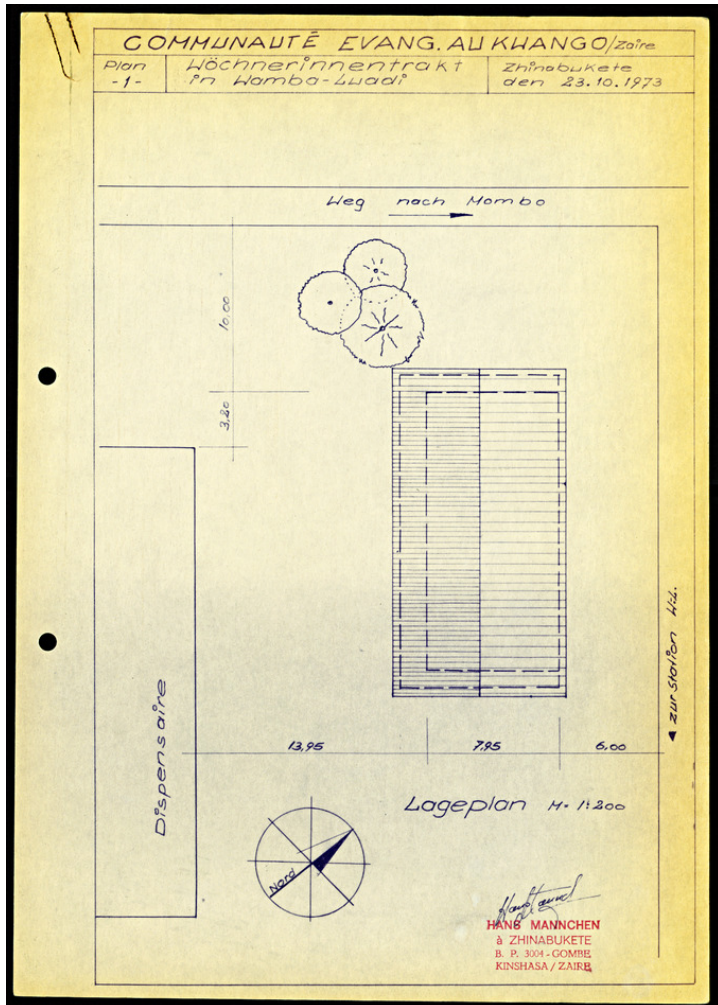 COMMUNAUTÉ EVANG. AU KWANGO/Zaire
Plan
-1-
Wöchnerinnentrakt
in Wamba-Luadi
Zhinabukete
den 23.10.1973
Weg nach Mombo
10.00
3,20
Dispensaire
zur Station W.L.
13,95
7,95
6,00
Lageplan M= 1:200
Nord
HANS MANNCHEN
à ZHINABUKETE
B. P. 3004 - GOMBE
KINSHASA / ZAIRE